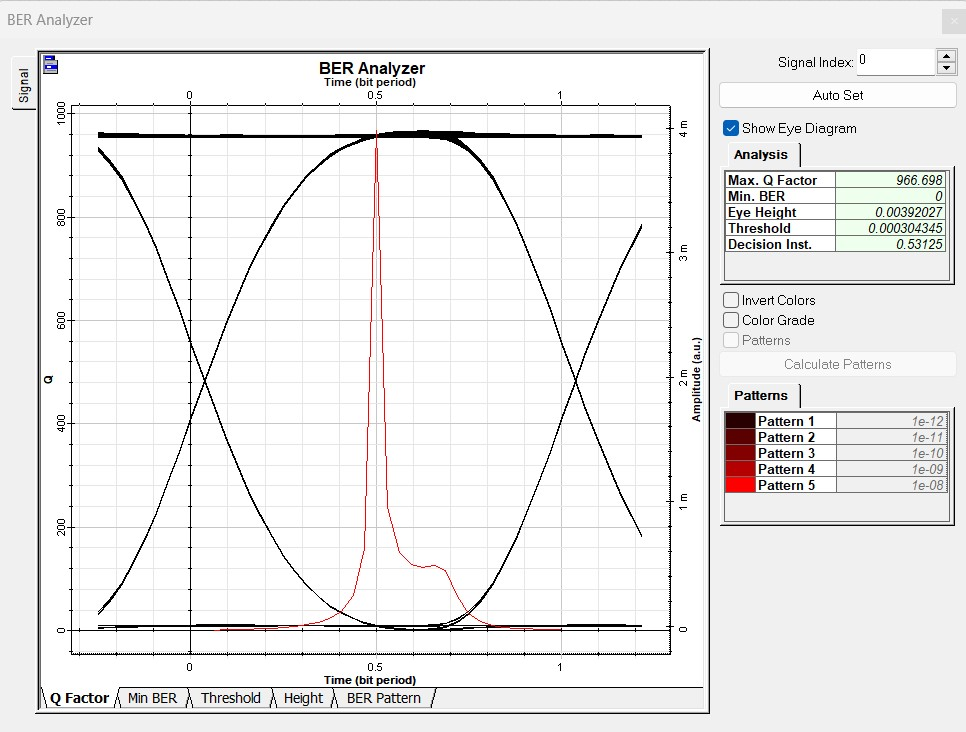 BER Analyzer
Signal
BER Analyzer
Time (bit period)
0 0.5 1
1000
800
600
400
200
0
Q
4 m
3 m
2 m
1 m
0
Amplitude (a.u.)
0 0.5 1
Time (bit period)
Q Factor Min BER Threshold Height BER Pattern
Signal Index: 0
Auto Set
Show Eye Diagram
Analysis
Max. Q Factor 966.698
Min. BER 0
Eye Height 0.00392027
Threshold 0.000304345
Decision Inst. 0.53125
Invert Colors
Color Grade
Patterns
Calculate Patterns
Patterns
Pattern 1 1e-12
Pattern 2 1e-11
Pattern 3 1e-10
Pattern 4 1e-09
Pattern 5 1e-08